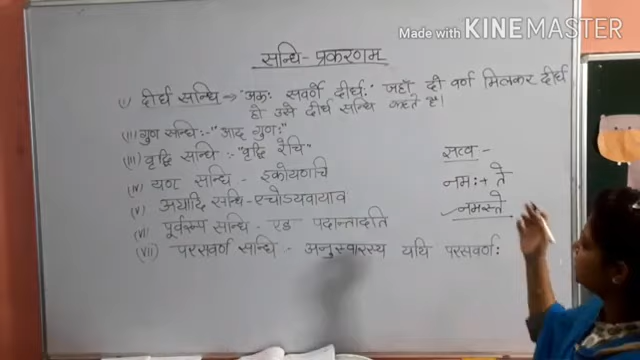 Made with KINEMASTER
सन्धि-प्रकरणम
(i) दीर्घ सन्धि → 'अकः सवर्णे दीर्घः' जहाँ दो वर्ण मिलकर दीर्घ
हो उसे दीर्घ सन्धि कहते है।
(ii) गुण सन्धि:- "आद् गुणः"
(iii) वृद्धि सन्धि :- "वृद्धि रेचि"
(iv) यण सन्धि - इकोयणचि
(v) अयादि सन्धि - एचोऽयवायाव
(vi) पूर्वरूप सन्धि - एङ पदान्तादति
(vii) परसवर्ण सन्धि - अनुस्वारस्य ययि परसवर्णः
सत्व -
नमः + ते
नमस्ते